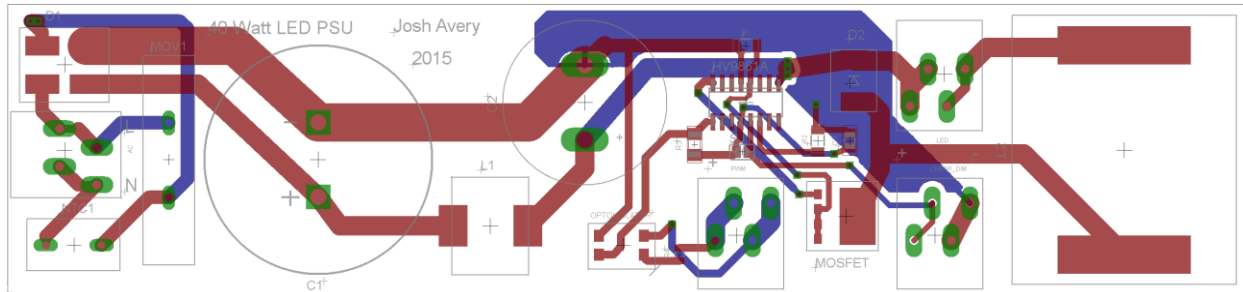 D1
40 Watt LED PSU
Josh Avery
2015
MOV1
D2
HV9861A
C2
AC
L
N
L1
LED
PWM
NTC1
MOSFET
C1